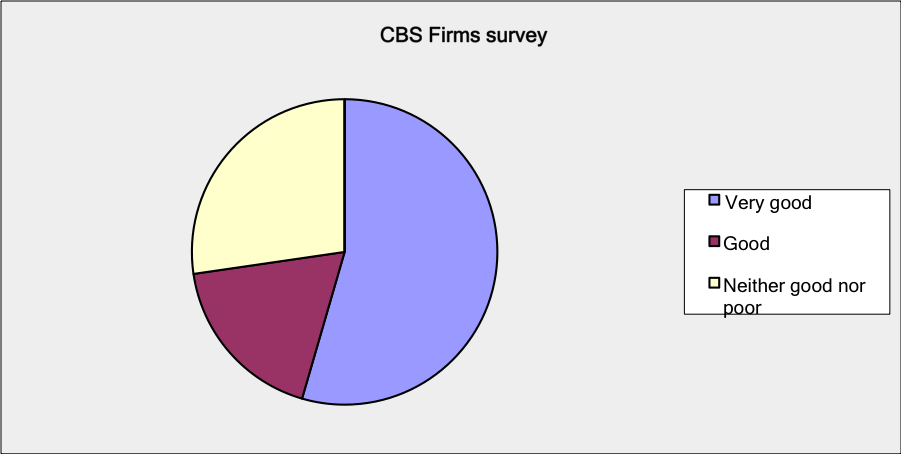 CBS Firms survey
Very good
Good
Neither good nor
poor